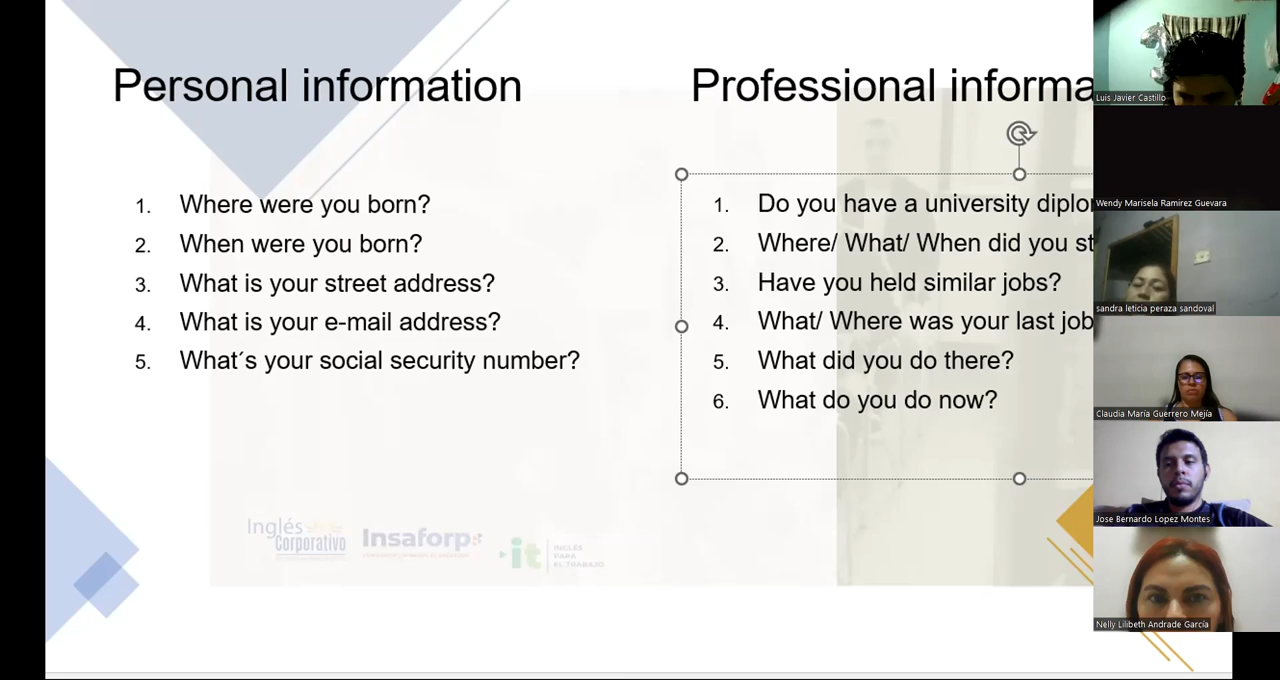 Personal information
1. Where were you born?
2. When were you born?
3. What is your street address?
4. What is your e-mail address?
5. What´s your social security number?
Professional informa
1. Do you have a university diplo
2. Where/ What/ When did you st
3. Have you held similar jobs?
4. What/ Where was your last job
5. What did you do there?
6. What do you do now?
Inglés
Corporativo
Insaforp
it
INGLÉS
PARA
EL TRABAJO
Luis Javier Castillo
Wendy Marisela Ramirez Guevara
sandra leticia peraza sandoval
Claudia María Guerrero Mejía
Jose Bernardo Lopez Montes
Nelly Lilibeth Andrade García